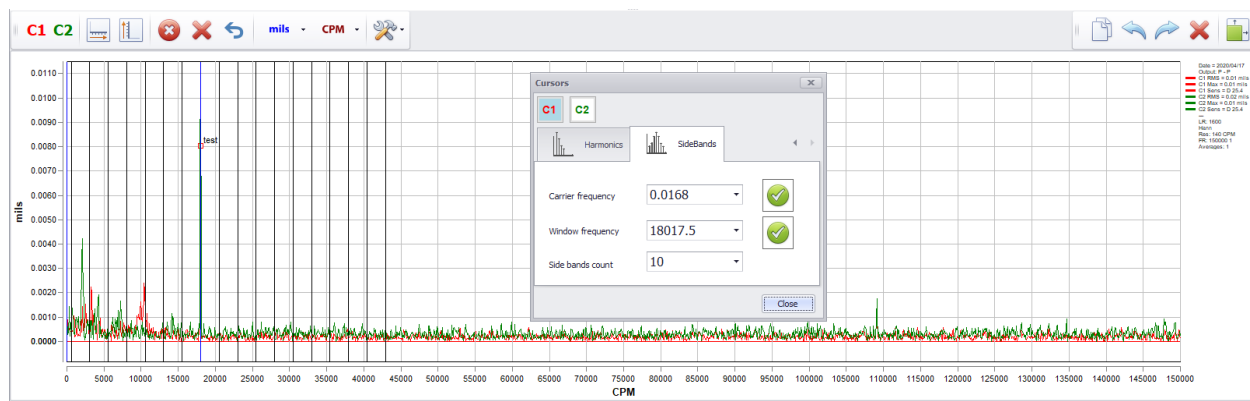 C1 C2 mils CPM
Date = 2020/04/17
Output: P - P
C1 RMS = 0.01 mils
C1 Max = 0.01 mils
C1 Sens = D 25.4
C2 RMS = 0.02 mils
C2 Max = 0.01 mils
C2 Sens = D 25.4
LR: 1600
Hann
Res: 140 CPM
FR: 150000.1
Averages: 1
0.0110
0.0100
0.0090
0.0080
0.0070
0.0060
0.0050
0.0040
0.0030
0.0020
0.0010
0.0000
mils
test
Cursors
C1 C2
Harmonics SideBands
Carrier frequency 0.0168
Window frequency 18017.5
Side bands count 10
Close
0 5000 10000 15000 20000 25000 30000 35000 40000 45000 50000 55000 60000 65000 70000 75000 80000 85000 90000 95000 100000 105000 110000 115000 120000 125000 130000 135000 140000 145000 150000
CPM